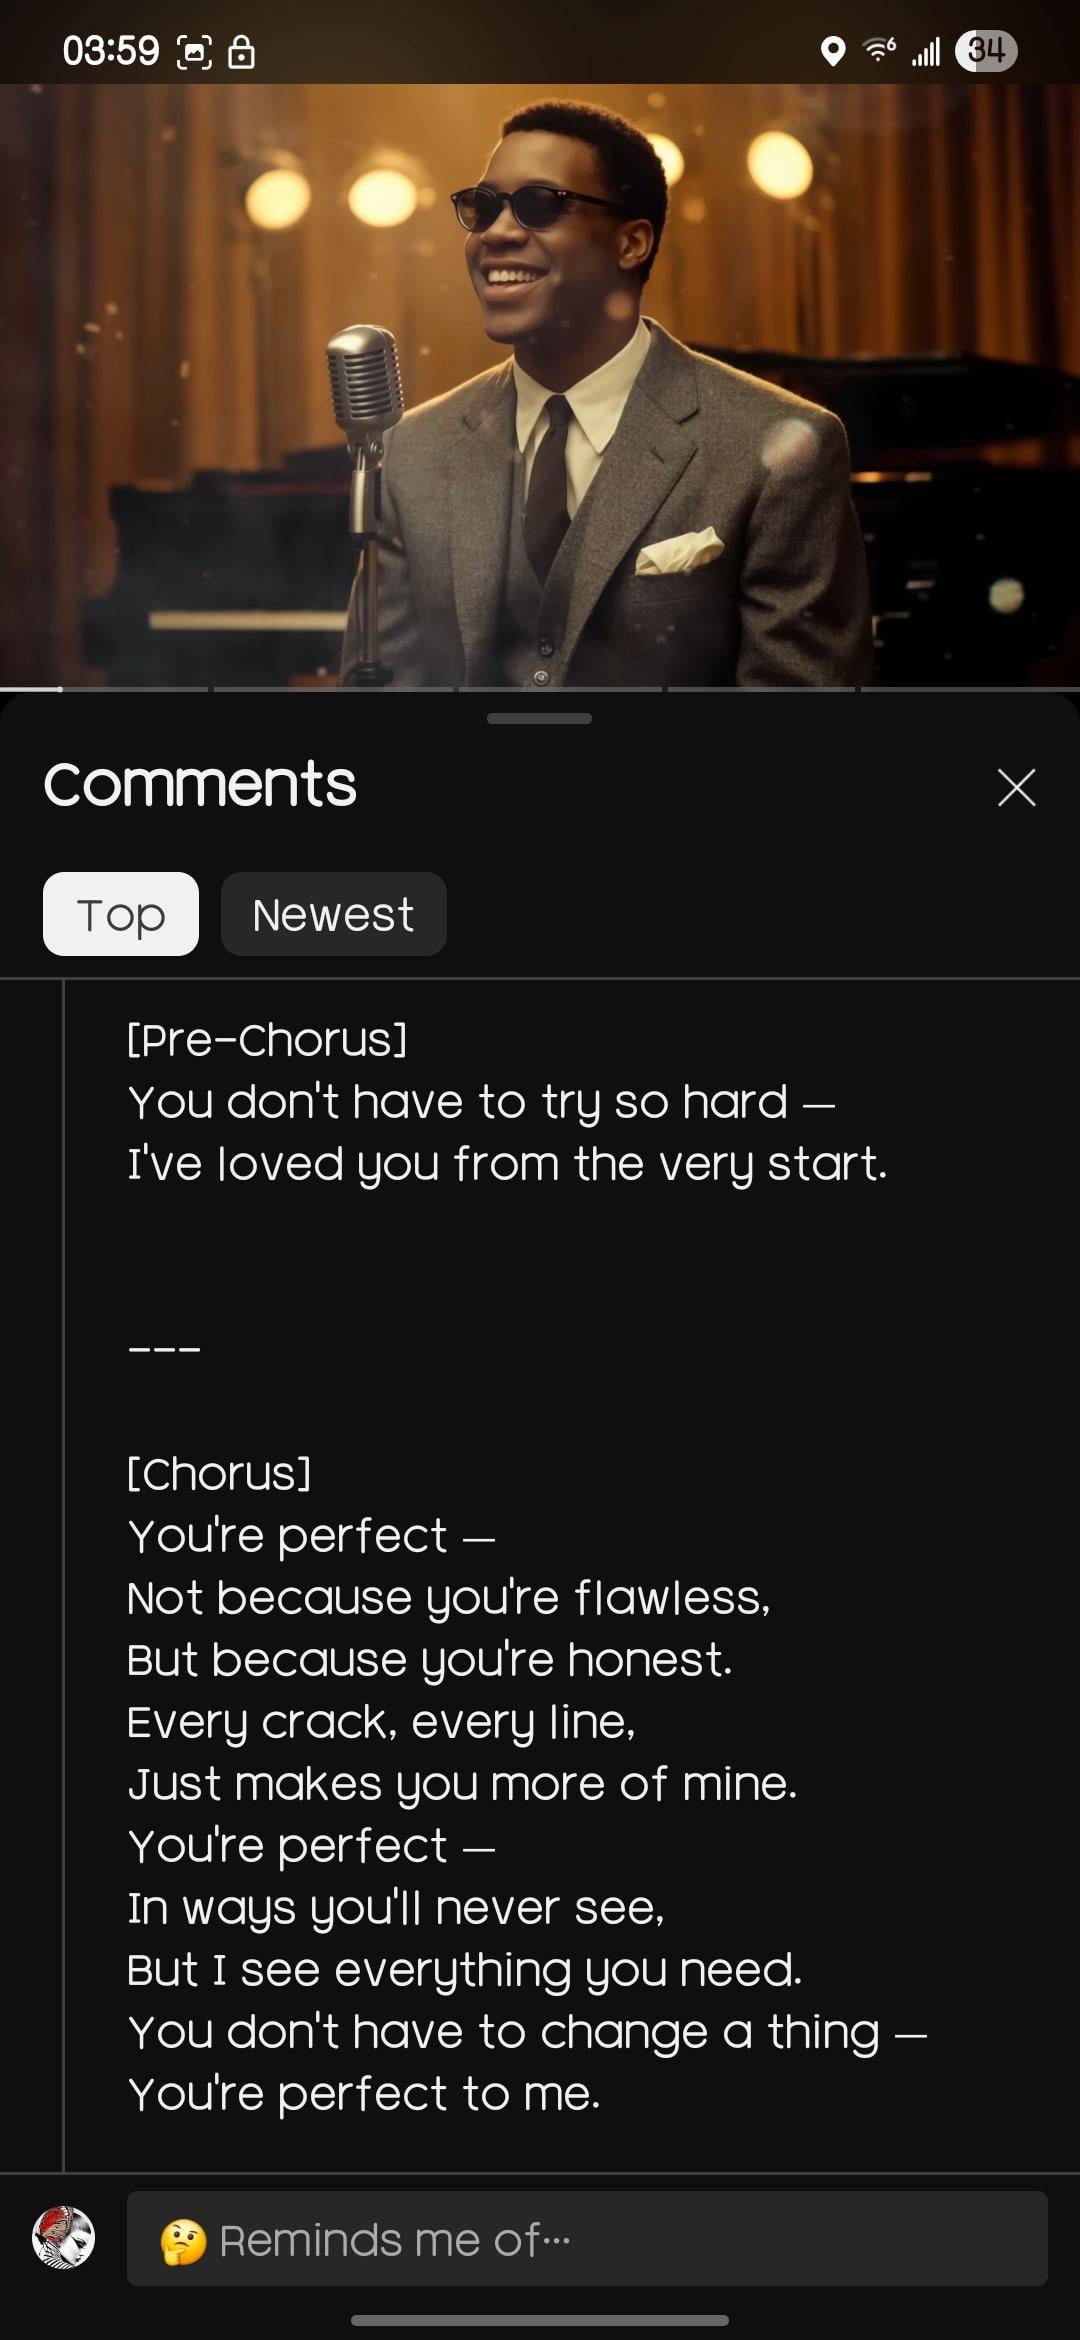 03:59
6
34
Comments
Top
Newest
[Pre-Chorus]
You don't have to try so hard —
I've loved you from the very start.
---
[Chorus]
You're perfect —
Not because you're flawless,
But because you're honest.
Every crack, every line,
Just makes you more of mine.
You're perfect —
In ways you'll never see,
But I see everything you need.
You don't have to change a thing —
You're perfect to me.
🤔 Reminds me of...